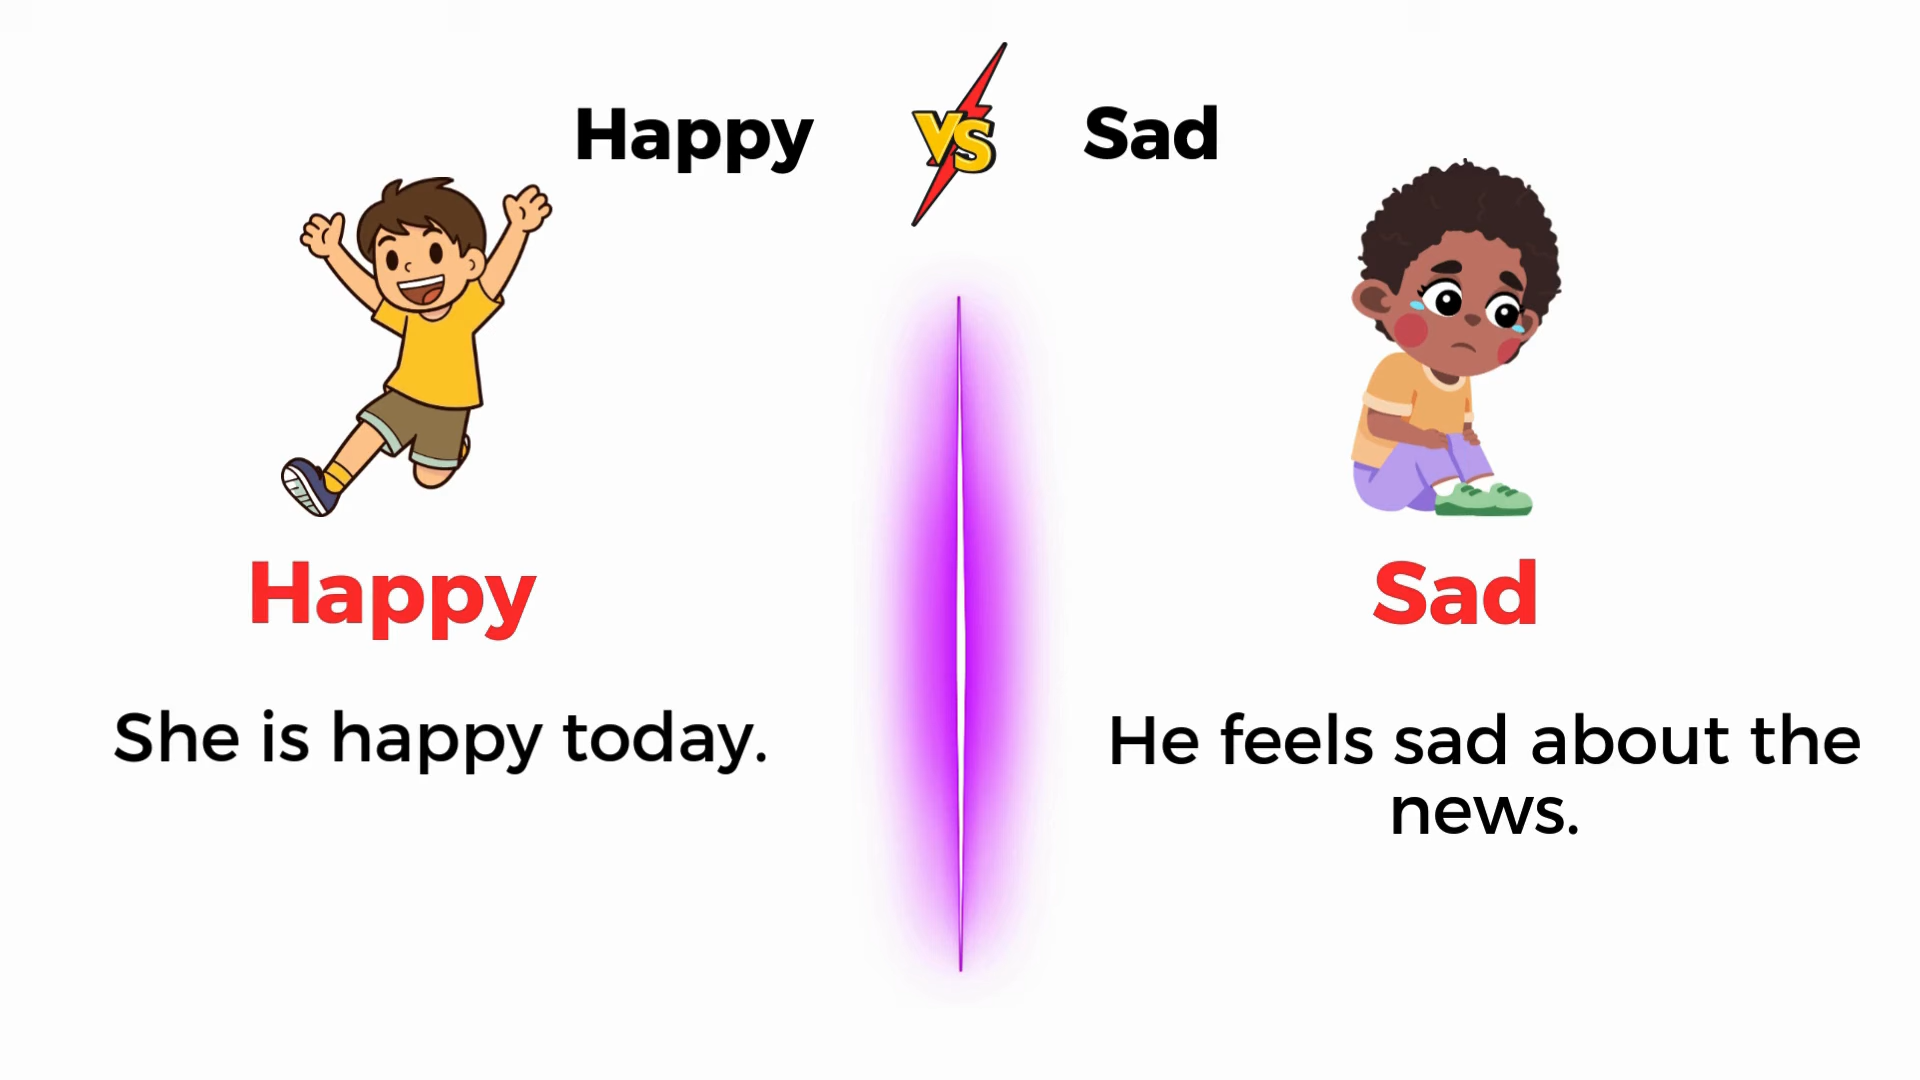 Happy VS Sad
Happy
Sad
She is happy today.
He feels sad about the
news.